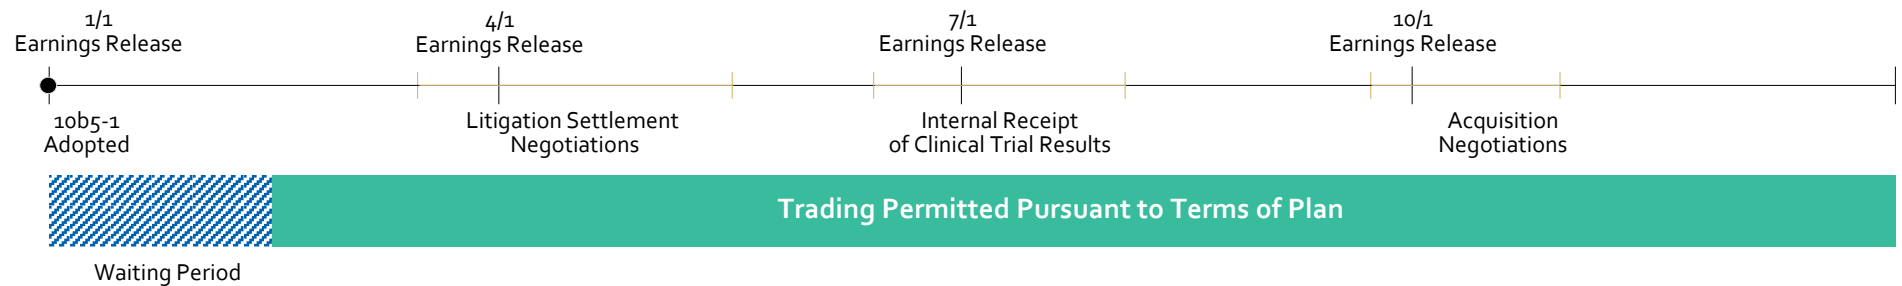 1/1
Earnings Release
4/1
Earnings Release
7/1
Earnings Release
10/1
Earnings Release
10b5-1
Adopted
Litigation Settlement
Negotiations
Internal Receipt
of Clinical Trial Results
Acquisition
Negotiations
Trading Permitted Pursuant to Terms of Plan
Waiting Period